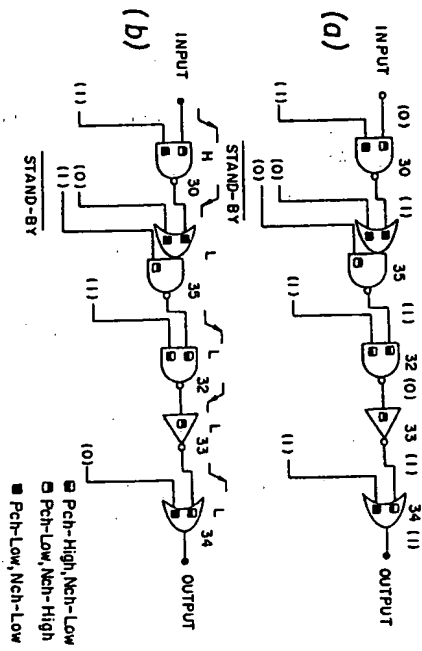 (a)
INPUT
(0)
30
(1)
35
(1)
32
(0)
33
(1)
34
(1)
OUTPUT
(1)
(0)
(0)
STAND-BY
(1)
(1)
(b)
INPUT
H
30
L
35
L
32
L
33
L
34
OUTPUT
(1)
(0)
(1)
STAND-BY
(1)
(0)
Pch-High, Nch-Low
Pch-Low, Nch-High
Pch-Low, Nch-Low